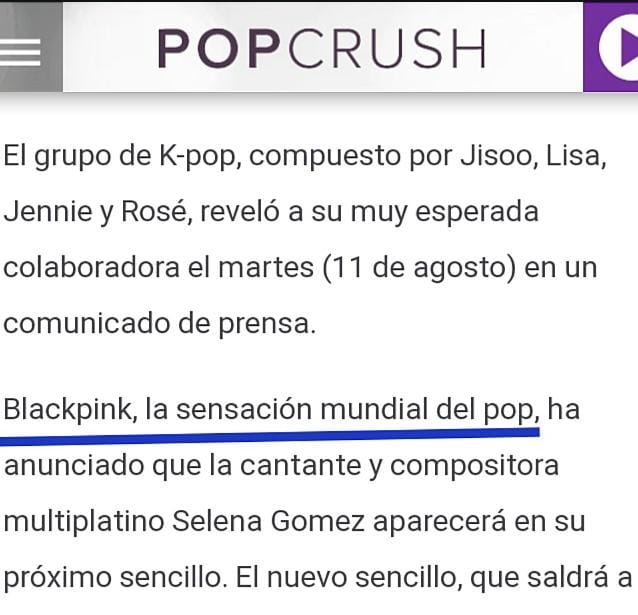 POPCRUSH
El grupo de K-pop, compuesto por Jisoo, Lisa,
Jennie y Rosé, reveló a su muy esperada
colaboradora el martes (11 de agosto) en un
comunicado de prensa.
Blackpink, la sensación mundial del pop, ha
anunciado que la cantante y compositora
multiplatino Selena Gomez aparecerá en su
próximo sencillo. El nuevo sencillo, que saldrá a